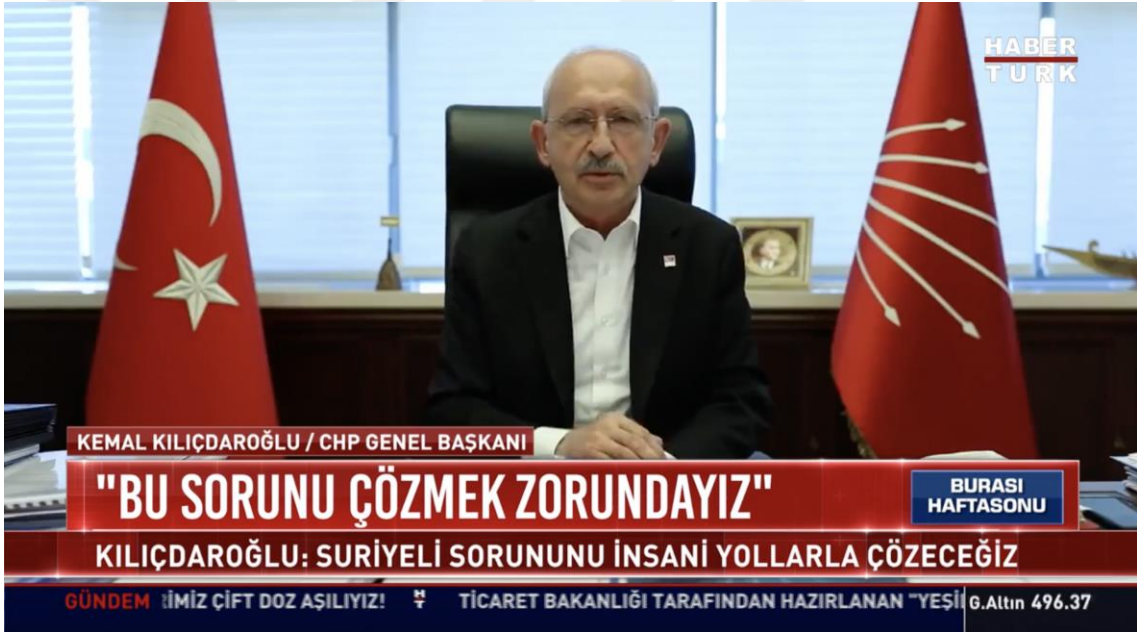 HABER
TÜRK
KEMAL KILIÇDAROĞLU / CHP GENEL BAŞKANI
"BU SORUNU ÇÖZMEK ZORUNDAYIZ"
BURASI
HAFTASONU
KILIÇDAROĞLU: SURİYELİ SORUNUNU İNSANİ YOLLARLA ÇÖZECEĞİZ
GÜNDEM İMİZ ÇİFT DOZ AŞILIYIZ! TİCARET BAKANLIĞI TARAFINDAN HAZIRLANAN "YEŞİ G.Altın 496.37